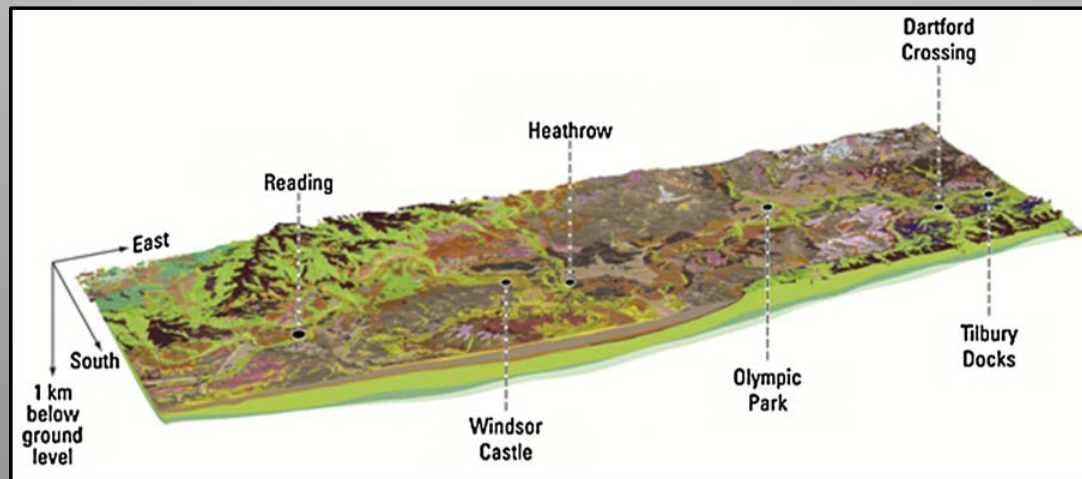 Dartford
Crossing
Heathrow
Reading
East
South
1 km
below
ground
level
Windsor
Castle
Olympic
Park
Tilbury
Docks